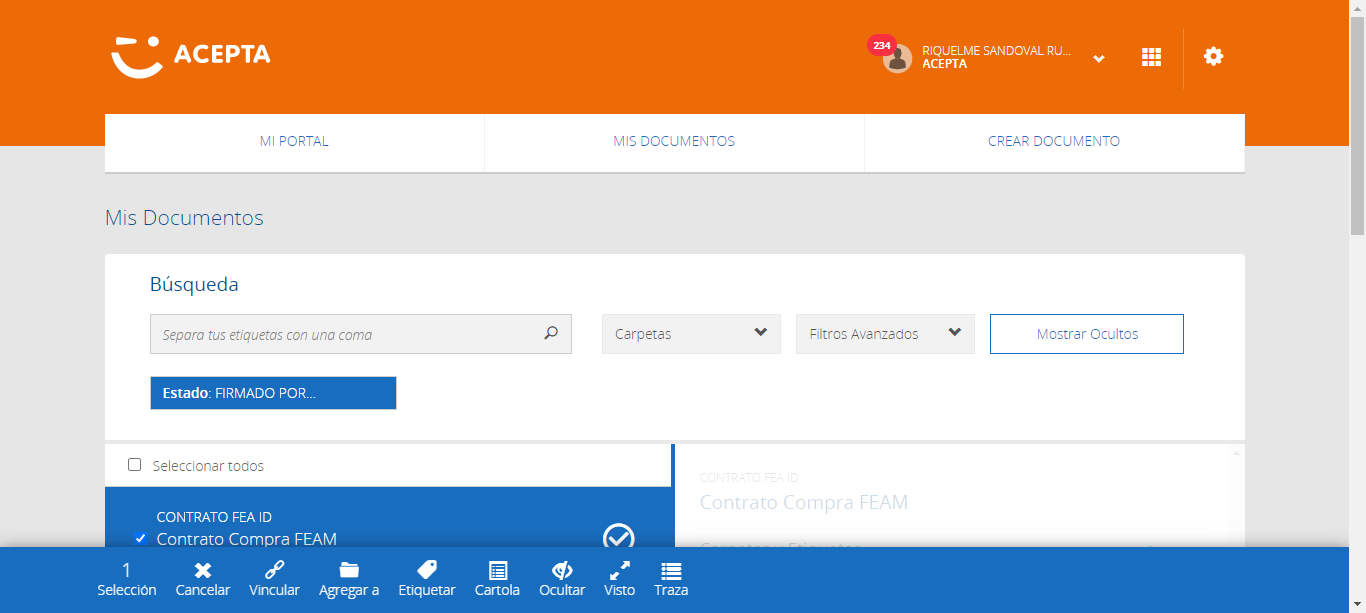 ACEPTA
234
RIQUELME SANDOVAL RU...
ACEPTA
MI PORTAL
MIS DOCUMENTOS
CREAR DOCUMENTO
Mis Documentos
Búsqueda
Separa tus etiquetas con una coma
Carpetas
Filtros Avanzados
Mostrar Ocultos
Estado: FIRMADO POR...
Seleccionar todos
CONTRATO FEA ID
Contrato Compra FEAM
CONTRATO FEA ID
Contrato Compra FEAM
Carpetas y Etiquetas
1
Selección
Cancelar
Vincular
Agregar a
Etiquetar
Cartola
Ocultar
Visto
Traza